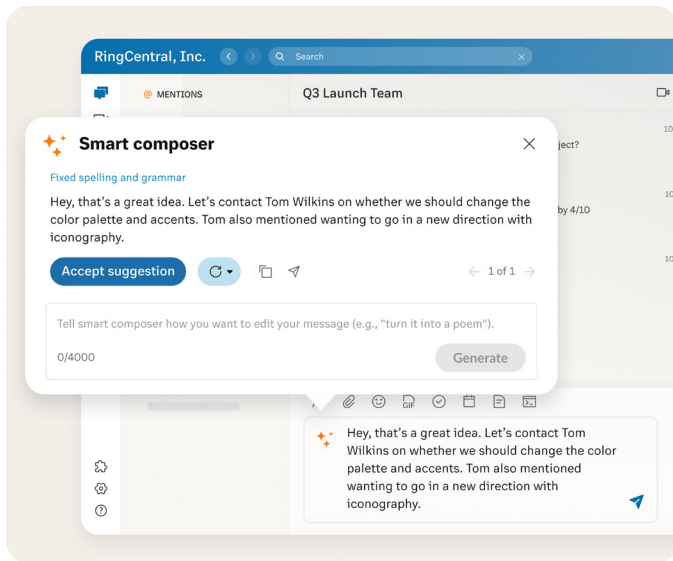 RingCentral, Inc.
Search
@ MENTIONS
Q3 Launch Team
10
ject?
Smart composer
Fixed spelling and grammar
Hey, that’s a great idea. Let’s contact Tom Wilkins on whether we should change the
color palette and accents. Tom also mentioned wanting to go in a new direction with
iconography.
10
by 4/10
Accept suggestion
1 of 1
10
Tell smart composer how you want to edit your message (e.g., "turn it into a poem").
0/4000
Generate
GIF
Hey, that’s a great idea. Let’s contact Tom
Wilkins on whether we should change the color
palette and accents. Tom also mentioned
wanting to go in a new direction with
iconography.